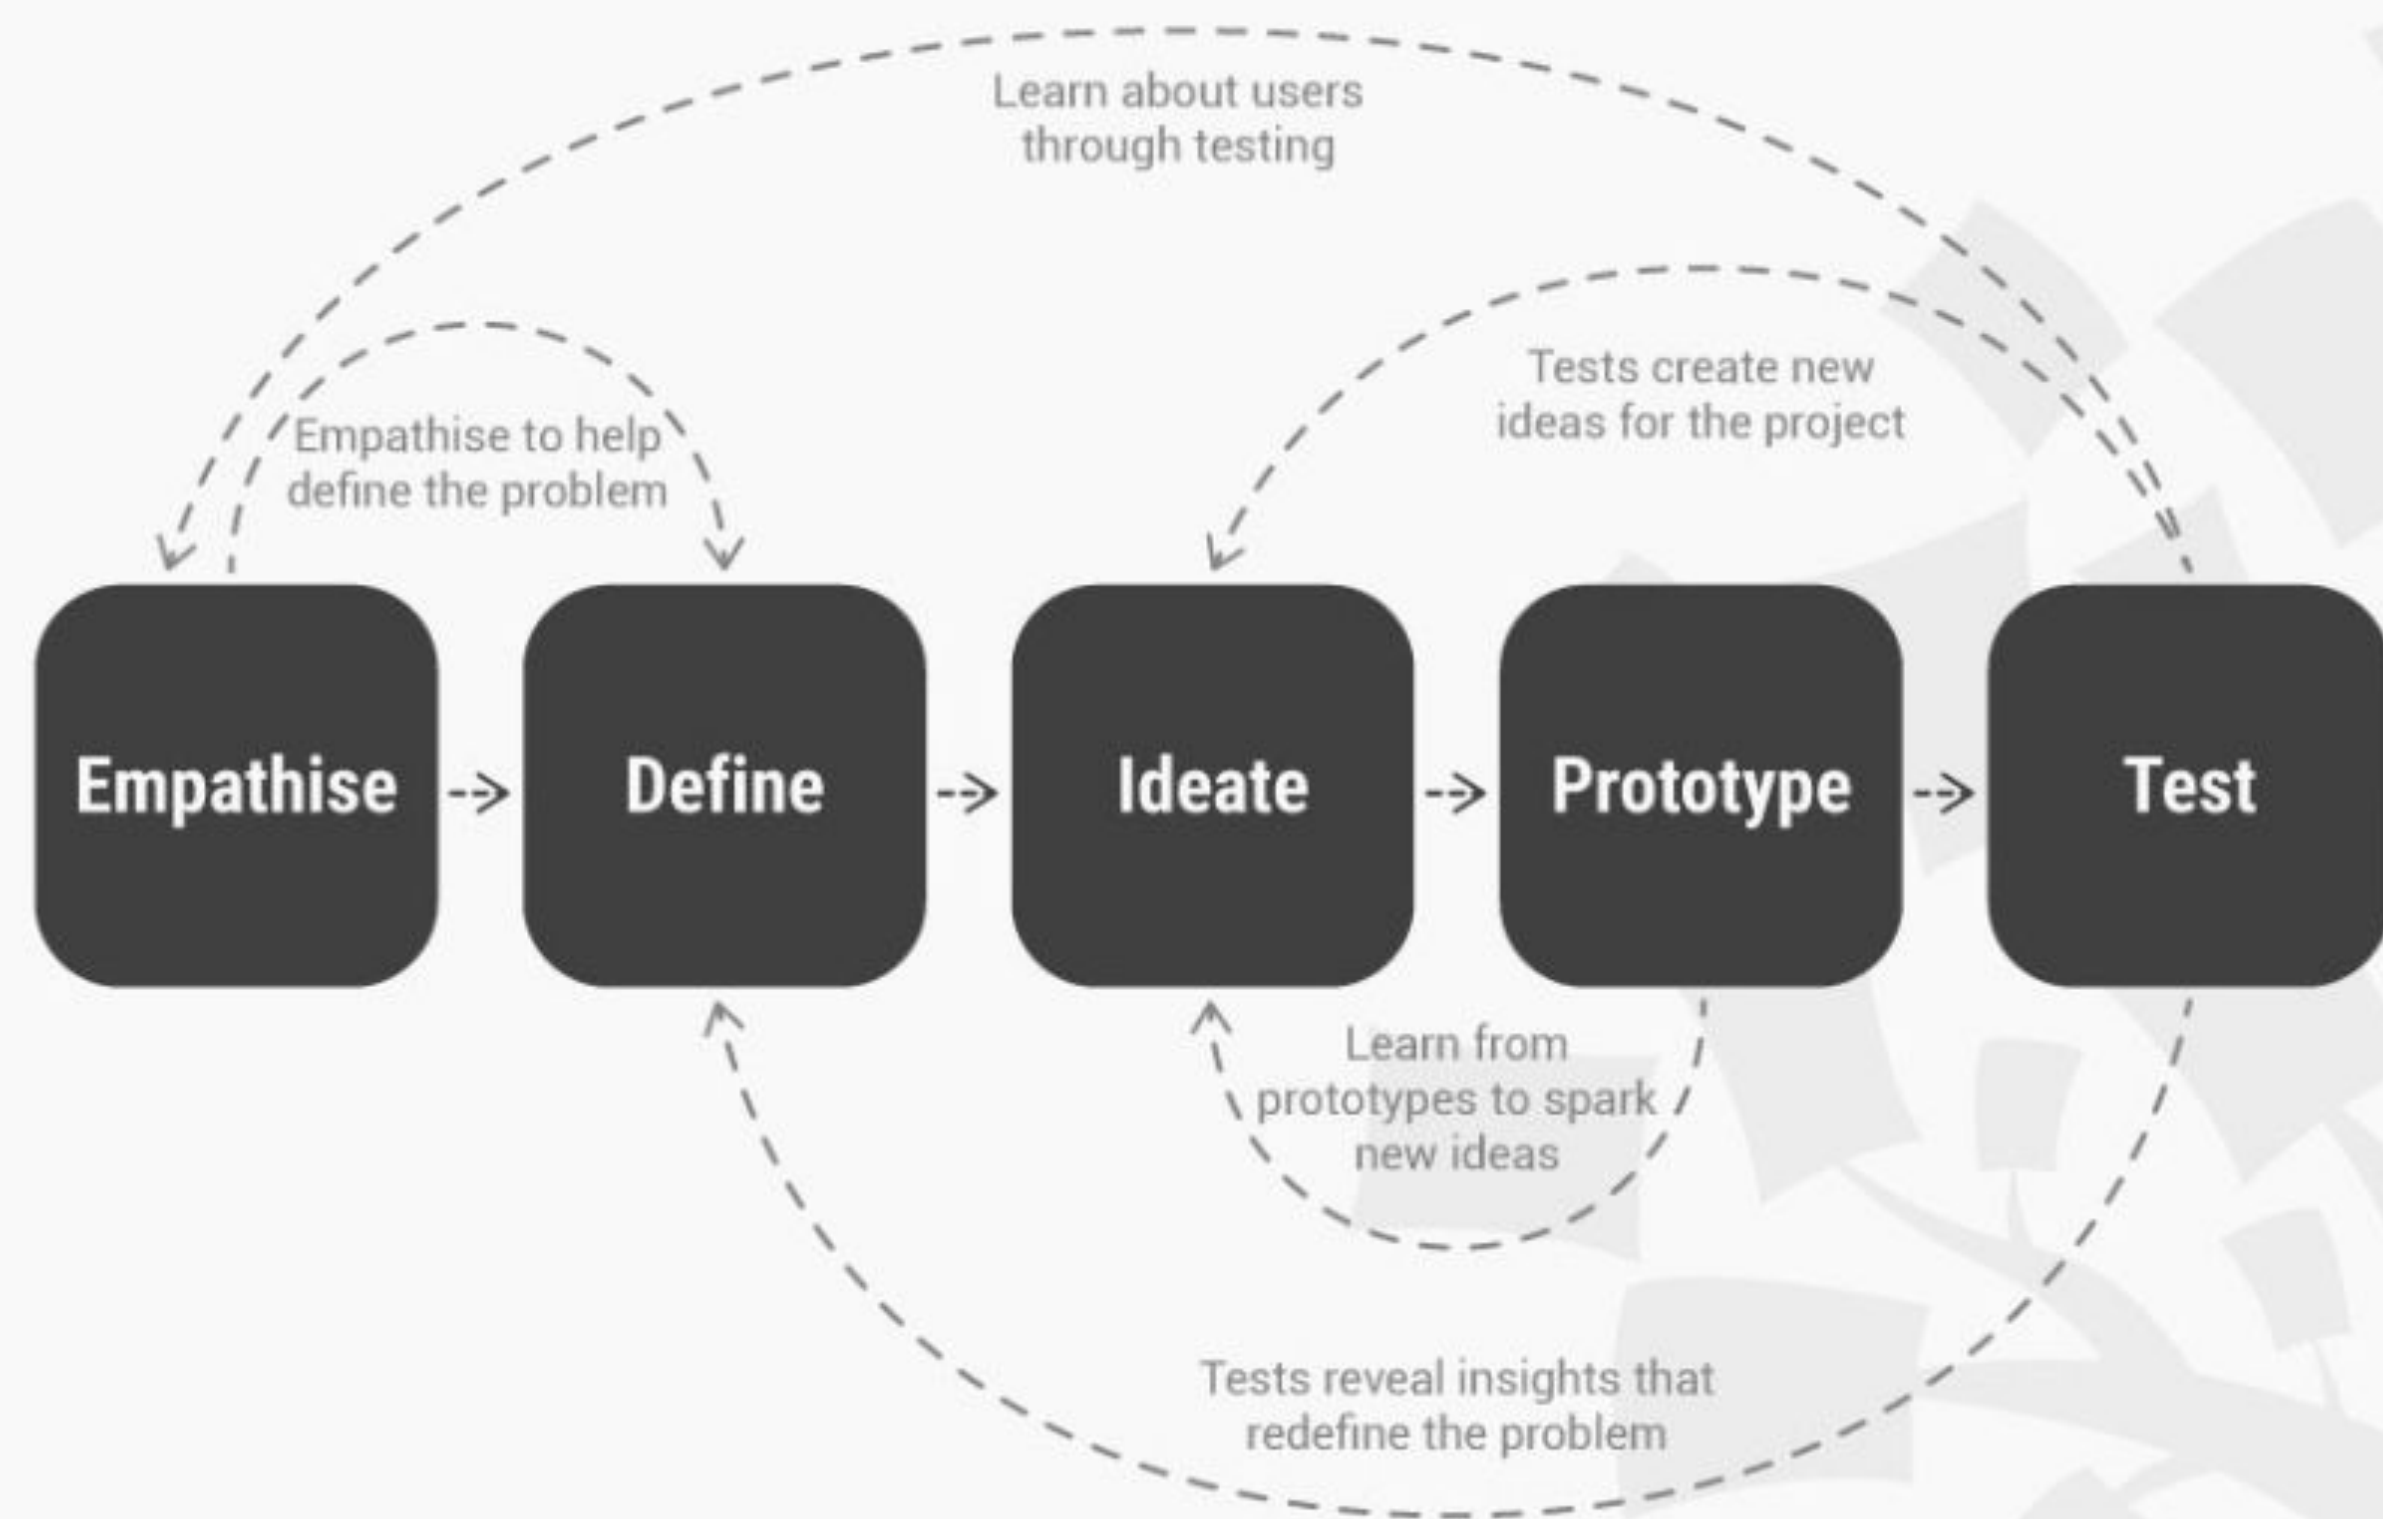 Learn about users
through testing
Empathise to help
define the problem
Tests create new
ideas for the project
Empathise
Define
Ideate
Prototype
Test
Learn from
prototypes to spark
new ideas
Tests reveal insights that
redefine the problem